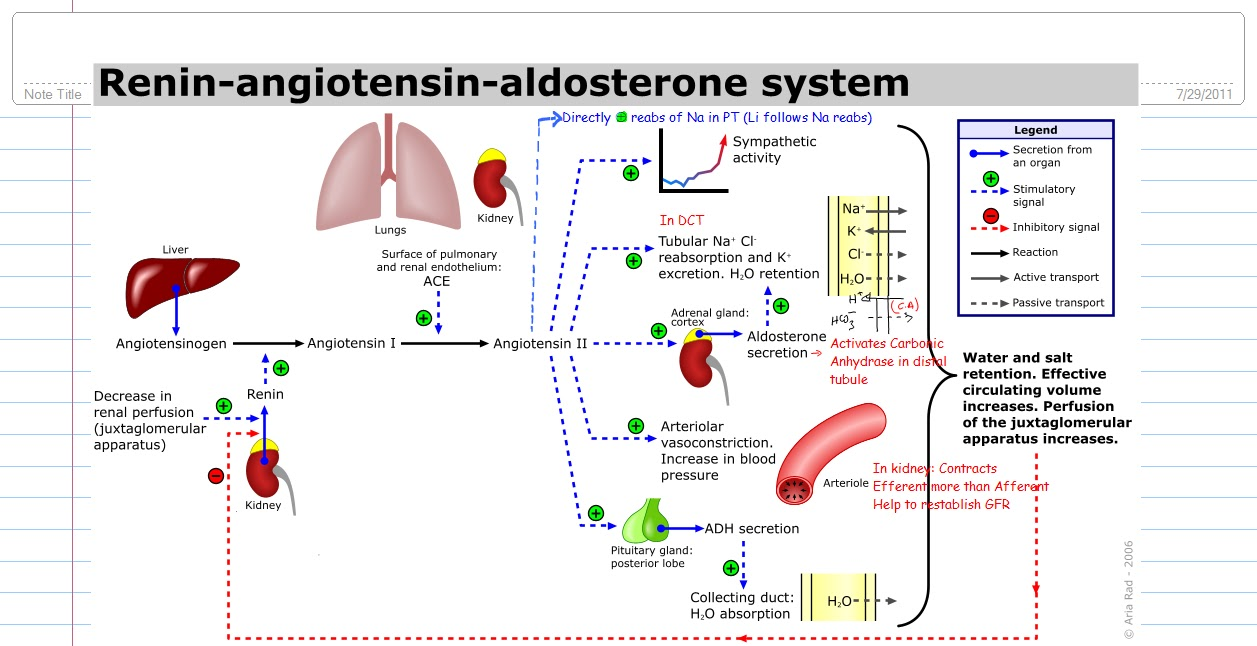 Renin-angiotensin-aldosterone system
Note Title
7/29/2011
Directly + reabs of Na in PT (Li follows Na reabs)
Legend
Secretion from
an organ
+
Stimulatory
signal
−
Inhibitory signal
Reaction
Active transport
Passive transport
Sympathetic
activity
+
Lungs
Kidney
In DCT
Tubular Na⁺ Cl⁻
reabsorption and K⁺
excretion. H₂O retention
+
Na⁺
K⁺
Cl⁻
H₂O
H⁺
(C.A)
HCO₃⁻
Liver
Surface of pulmonary
and renal endothelium:
ACE
+
Adrenal gland:
cortex
+
+
Angiotensinogen
Angiotensin I
Angiotensin II
Aldosterone
secretion
Activates Carbonic
Anhydrase in distal
tubule
Water and salt
retention. Effective
circulating volume
increases. Perfusion
of the juxtaglomerular
apparatus increases.
+
Renin
Decrease in
renal perfusion
(juxtaglomerular
apparatus)
+
−
Kidney
+
Arteriolar
vasoconstriction.
Increase in blood
pressure
Arteriole
In kidney: Contracts
Efferent more than Afferent
Help to restablish GFR
+
ADH secretion
Pituitary gland:
posterior lobe
+
Collecting duct:
H₂O absorption
H₂O
© Aria Rad - 2006